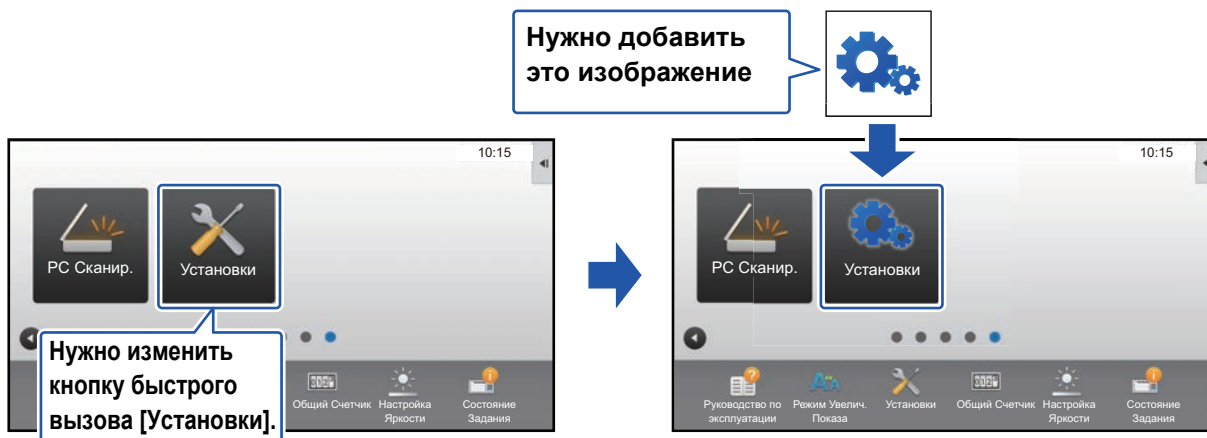 Нужно добавить
это изображение
10:15
PC Сканир.
Установки
Нужно изменить
кнопку быстрого
вызова [Установки].
Общий Счетчик
Настройка
Яркости
Состояние
Задания
10:15
PC Сканир.
Установки
Руководство по
эксплуатации
Режим Увелич.
Показа
Установки
Общий Счетчик
Настройка
Яркости
Состояние
Задания